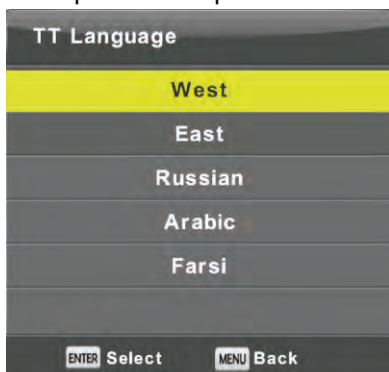 TT Language
West
East
Russian
Arabic
Farsi
ENTER Select MENU Back